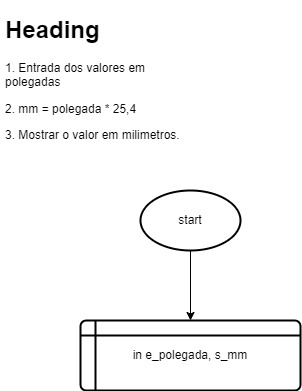 Heading
1. Entrada dos valores em
polegadas
2. mm = polegada * 25,4
3. Mostrar o valor em milimetros.
start
in e_polegada, s_mm